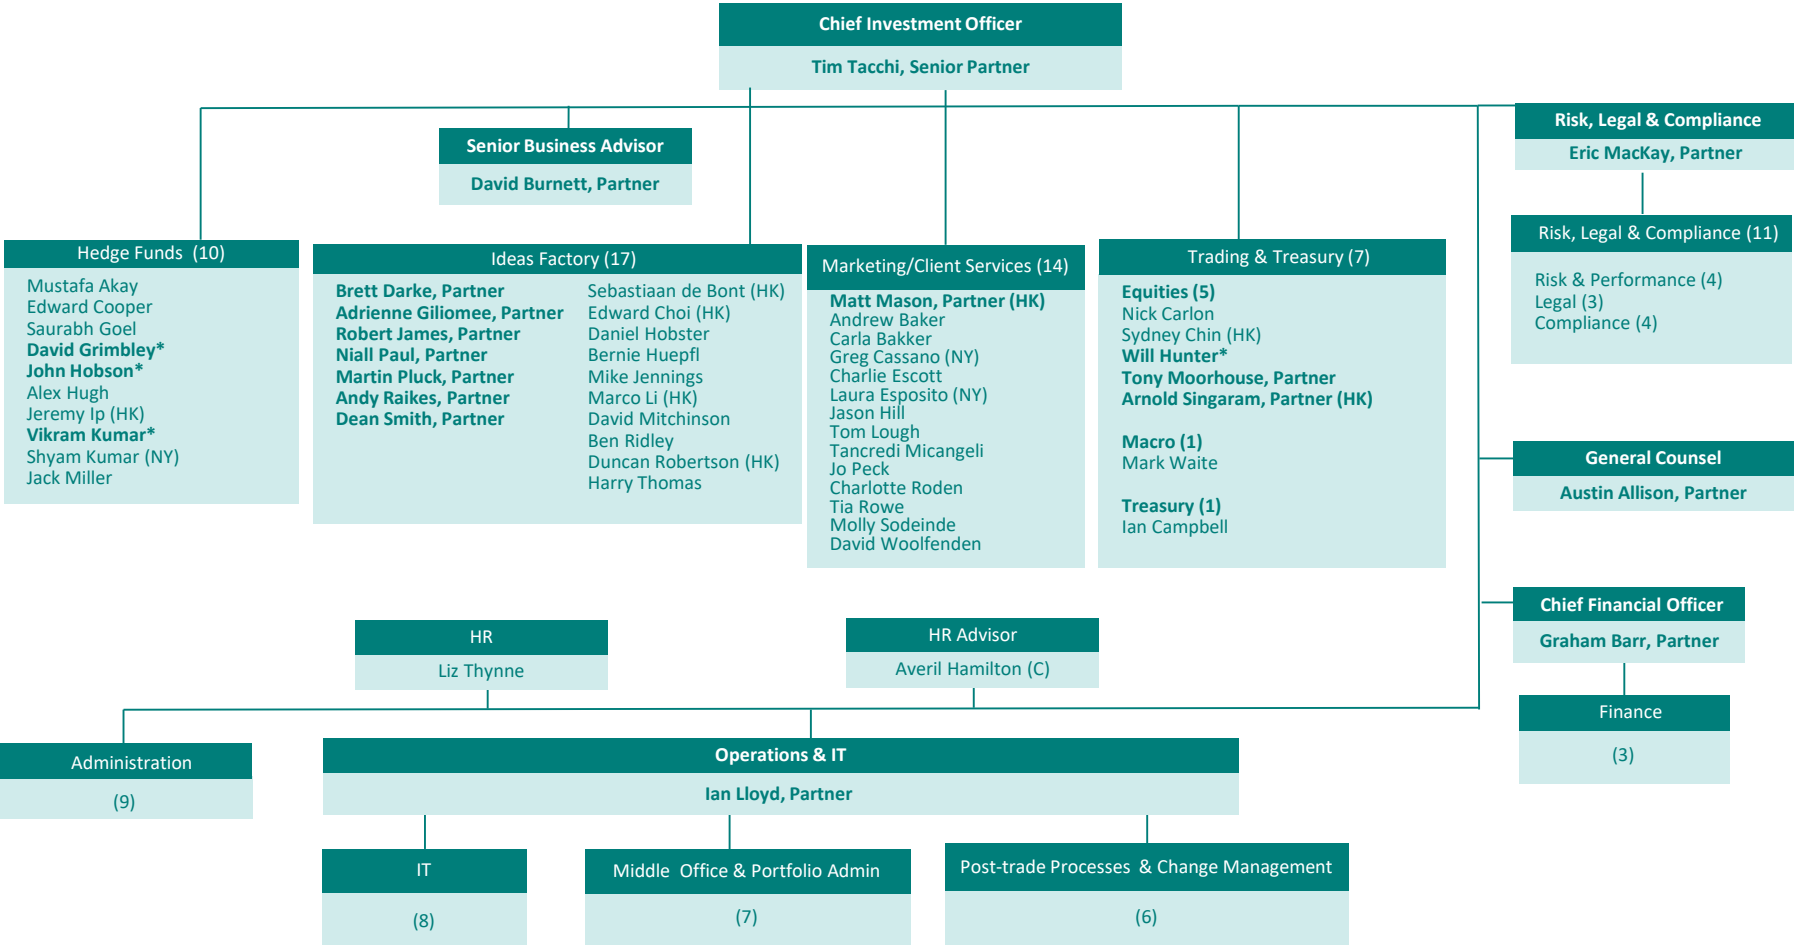 Chief Investment Officer
Tim Tacchi, Senior Partner
Senior Business Advisor
David Burnett, Partner
Risk, Legal & Compliance
Eric MacKay, Partner
Hedge Funds (10)
Mustafa Akay
Edward Cooper
Saurabh Goel
David Grimbley*
John Hobson*
Alex Hugh
Jeremy Ip (HK)
Vikram Kumar*
Shyam Kumar (NY)
Jack Miller
Ideas Factory (17)
Brett Darke, Partner
Adrienne Giliomee, Partner
Robert James, Partner
Niall Paul, Partner
Martin Pluck, Partner
Andy Raikes, Partner
Dean Smith, Partner
Sebastiaan de Bont (HK)
Edward Choi (HK)
Daniel Hobster
Bernie Huepfl
Mike Jennings
Marco Li (HK)
David Mitchinson
Ben Ridley
Duncan Robertson (HK)
Harry Thomas
Marketing/Client Services (14)
Matt Mason, Partner (HK)
Andrew Baker
Carla Bakker
Greg Cassano (NY)
Charlie Escott
Laura Esposito (NY)
Jason Hill
Tom Lough
Tancredi Micangeli
Jo Peck
Charlotte Roden
Tia Rowe
Molly Sodeinde
David Woolfenden
Trading & Treasury (7)
Equities (5)
Nick Carlon
Sydney Chin (HK)
Will Hunter*
Tony Moorhouse, Partner
Arnold Singaram, Partner (HK)
Macro (1)
Mark Waite
Treasury (1)
Ian Campbell
Risk, Legal & Compliance (11)
Risk & Performance (4)
Legal (3)
Compliance (4)
General Counsel
Austin Allison, Partner
Chief Financial Officer
Graham Barr, Partner
Finance
(3)
HR
Liz Thynne
HR Advisor
Averil Hamilton (C)
Administration
(9)
Operations & IT
Ian Lloyd, Partner
IT
(8)
Middle Office & Portfolio Admin
(7)
Post-trade Processes & Change Management
(6)